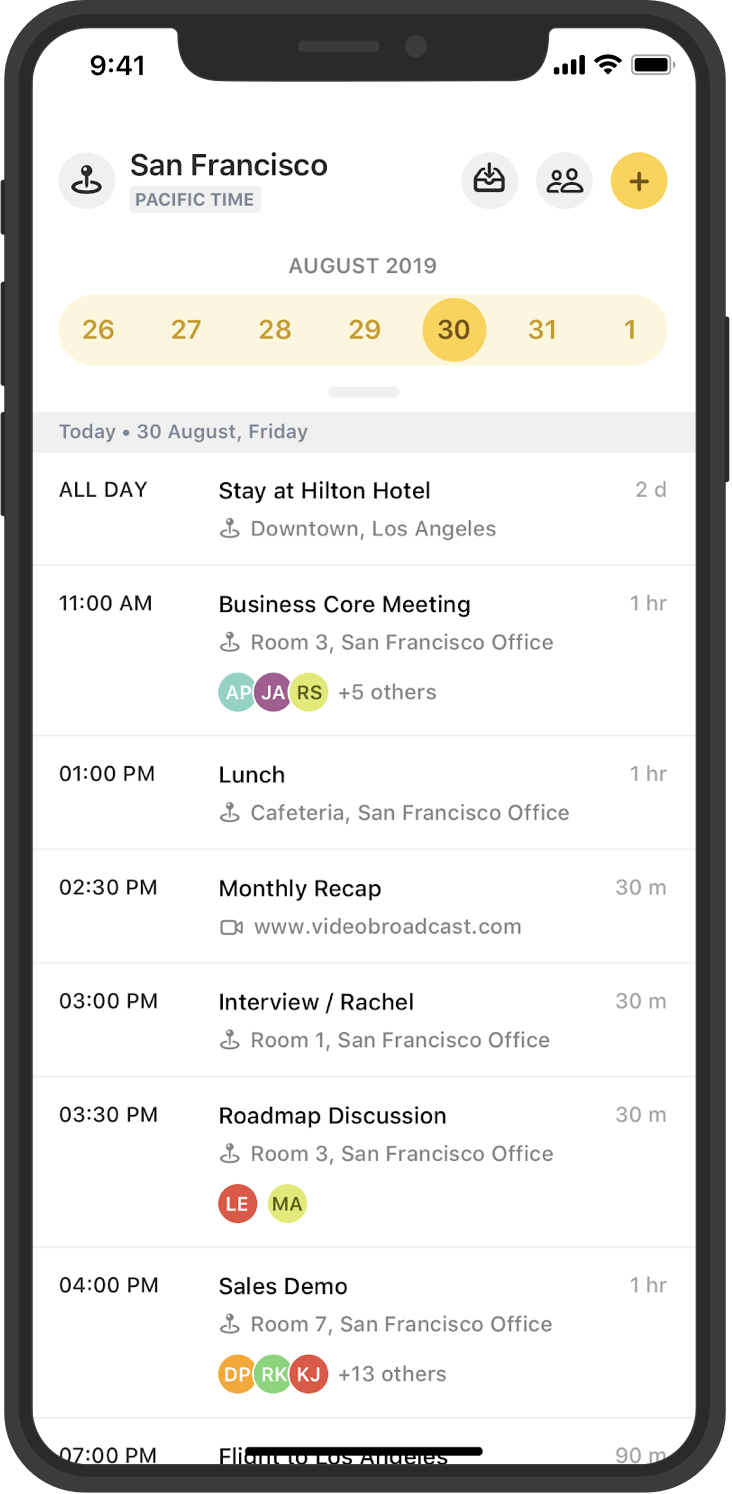 9:41
San Francisco
PACIFIC TIME
AUGUST 2019
26 27 28 29 30 31 1
Today • 30 August, Friday
ALL DAY Stay at Hilton Hotel 2 d
Downtown, Los Angeles
11:00 AM Business Core Meeting 1 hr
Room 3, San Francisco Office
AP JA RS +5 others
01:00 PM Lunch 1 hr
Cafeteria, San Francisco Office
02:30 PM Monthly Recap 30 m
www.videobroadcast.com
03:00 PM Interview / Rachel 30 m
Room 1, San Francisco Office
03:30 PM Roadmap Discussion 30 m
Room 3, San Francisco Office
LE MA
04:00 PM Sales Demo 1 hr
Room 7, San Francisco Office
DP RK KJ +13 others
07:00 PM Flight to Los Angeles 90 m